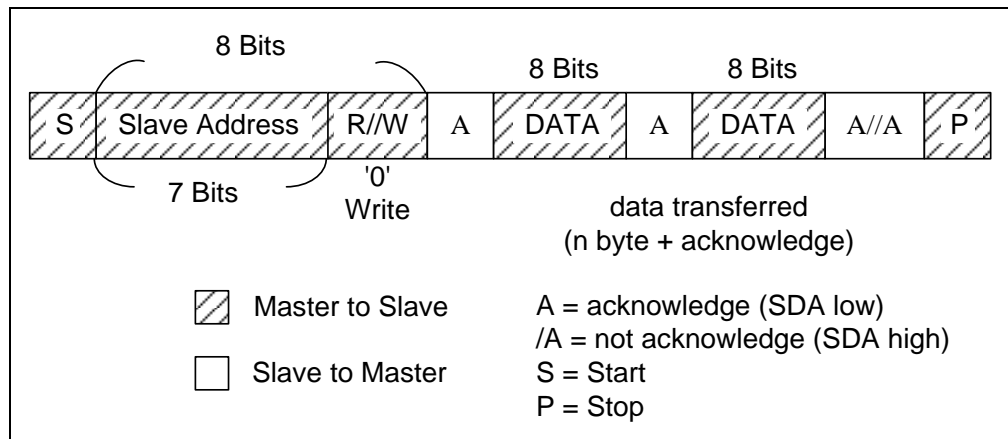 8 Bits
8 Bits 8 Bits
S Slave Address R//W A DATA A DATA A//A P
7 Bits
'0'
Write
data transferred
(n byte + acknowledge)
Master to Slave
Slave to Master
A = acknowledge (SDA low)
/A = not acknowledge (SDA high)
S = Start
P = Stop